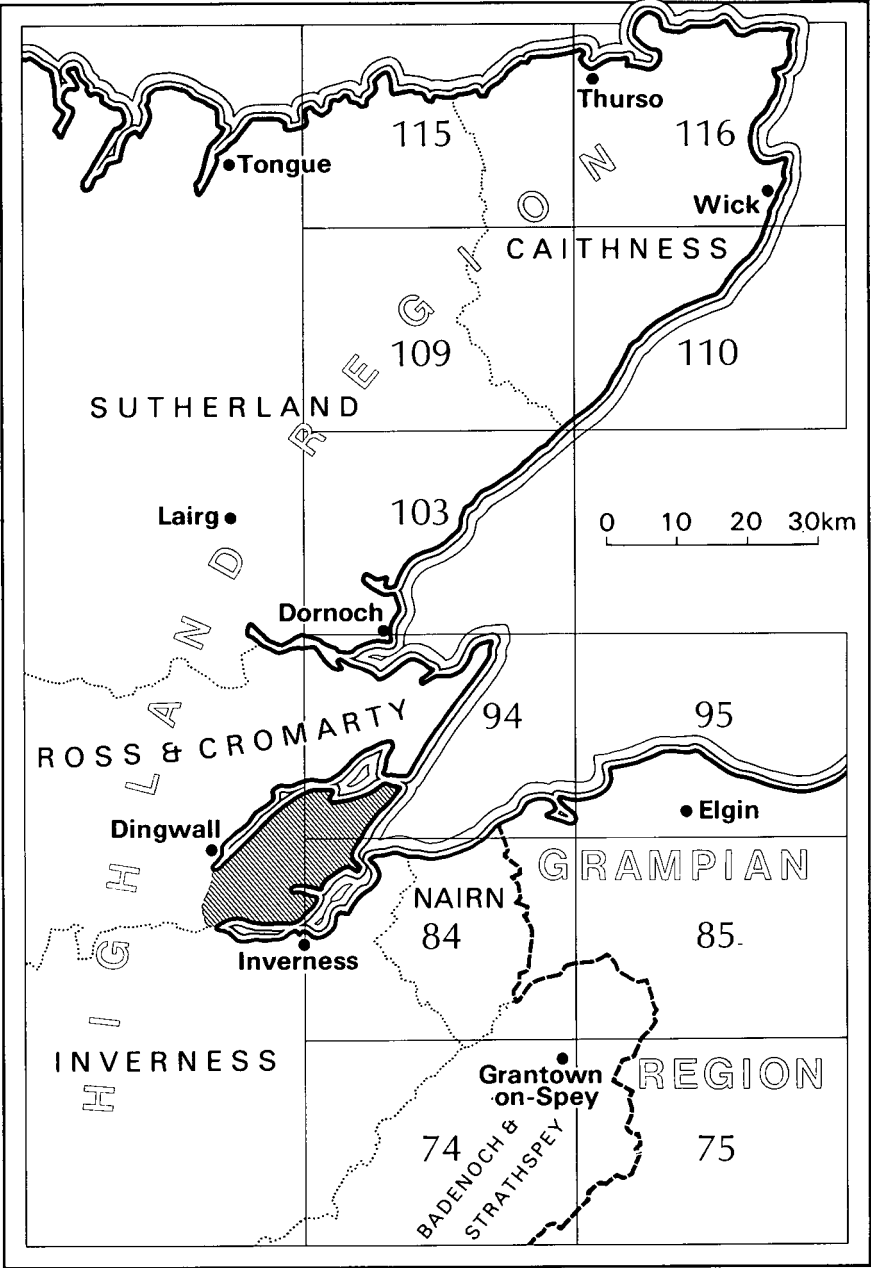 Thurso
115
116
Tongue
Wick
CAITHNESS
109
110
SUTHERLAND
HIGHLAND REGION
Lairg
103
0 10 20 30km
Dornoch
94
95
ROSS & CROMARTY
Elgin
Dingwall
GRAMPIAN
NAIRN
84
85
Inverness
INVERNESS
Grantown
on-Spey
REGION
74
75
BADENOCH &
STRATHSPEY